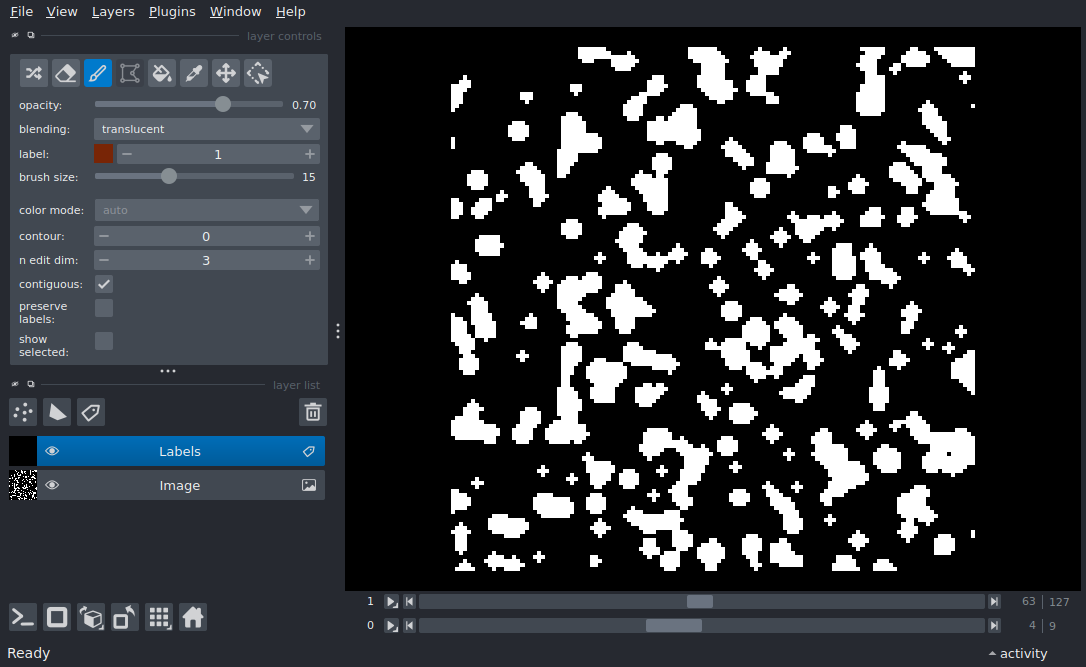 File View Layers Plugins Window Help
layer controls
opacity: 0.70
blending: translucent
label: 1
brush size: 15
color mode: auto
contour: 0
n edit dim: 3
contiguous:
preserve
labels:
show
selected:
layer list
Labels
Image
1 63 127
0 4 9
Ready activity